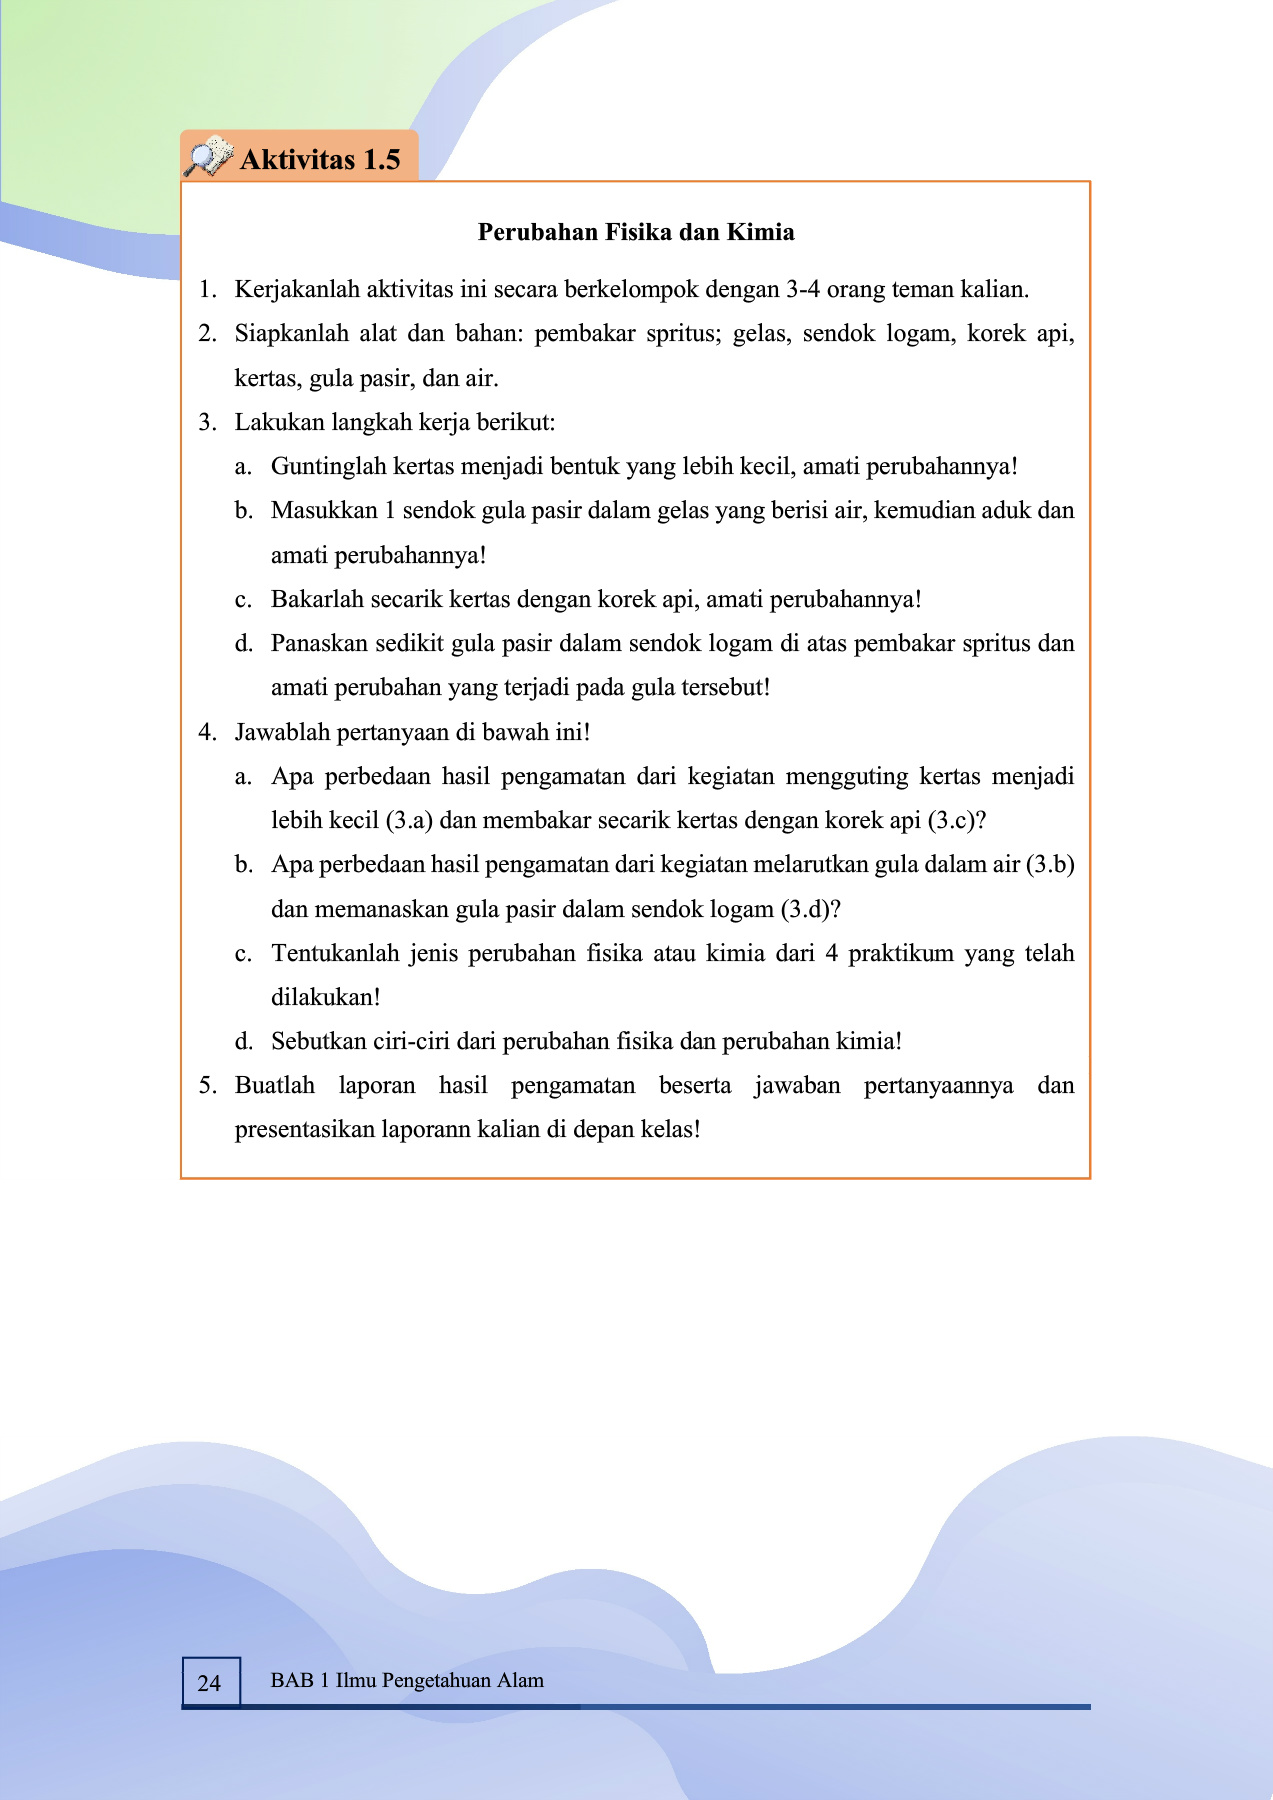 Aktivitas 1.5
Perubahan Fisika dan Kimia
1. Kerjakanlah aktivitas ini secara berkelompok dengan 3-4 orang teman kalian.
2. Siapkanlah alat dan bahan: pembakar spritus; gelas, sendok logam, korek api,
kertas, gula pasir, dan air.
3. Lakukan langkah kerja berikut:
a. Guntinglah kertas menjadi bentuk yang lebih kecil, amati perubahannya!
b. Masukkan 1 sendok gula pasir dalam gelas yang berisi air, kemudian aduk dan
amati perubahannya!
c. Bakarlah secarik kertas dengan korek api, amati perubahannya!
d. Panaskan sedikit gula pasir dalam sendok logam di atas pembakar spritus dan
amati perubahan yang terjadi pada gula tersebut!
4. Jawablah pertanyaan di bawah ini!
a. Apa perbedaan hasil pengamatan dari kegiatan mengguting kertas menjadi
lebih kecil (3.a) dan membakar secarik kertas dengan korek api (3.c)?
b. Apa perbedaan hasil pengamatan dari kegiatan melarutkan gula dalam air (3.b)
dan memanaskan gula pasir dalam sendok logam (3.d)?
c. Tentukanlah jenis perubahan fisika atau kimia dari 4 praktikum yang telah
dilakukan!
d. Sebutkan ciri-ciri dari perubahan fisika dan perubahan kimia!
5. Buatlah laporan hasil pengamatan beserta jawaban pertanyaannya dan
presentasikan laporann kalian di depan kelas!
24 BAB 1 Ilmu Pengetahuan Alam